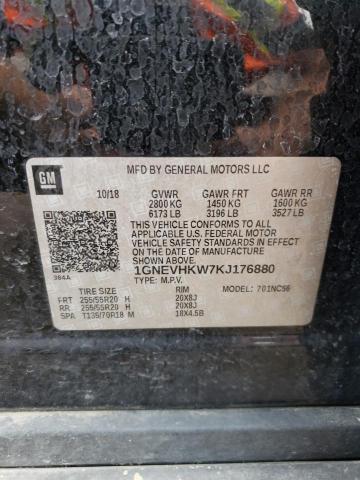 GM
MFD BY GENERAL MOTORS LLC
10/18 GVWR GAWR FRT GAWR RR
2800 KG 1450 KG 1600 KG
6173 LB 3196 LB 3527 LB
THIS VEHICLE CONFORMS TO ALL APPLICABLE
U.S. FEDERAL MOTOR
VEHICLE SAFETY STANDARDS IN EFFECT
ON THE DATE OF MANUFACTURE SHOWN ABOVE.
1GNEVHKW7KJ176880
384A TYPE: M.P.V. MODEL: 701NC56
TIRE SIZE RIM
FRT 255/55R20 H 20X8J
RR 255/55R20 H 20X8J
SPA T135/70R18 M 18X4.5B